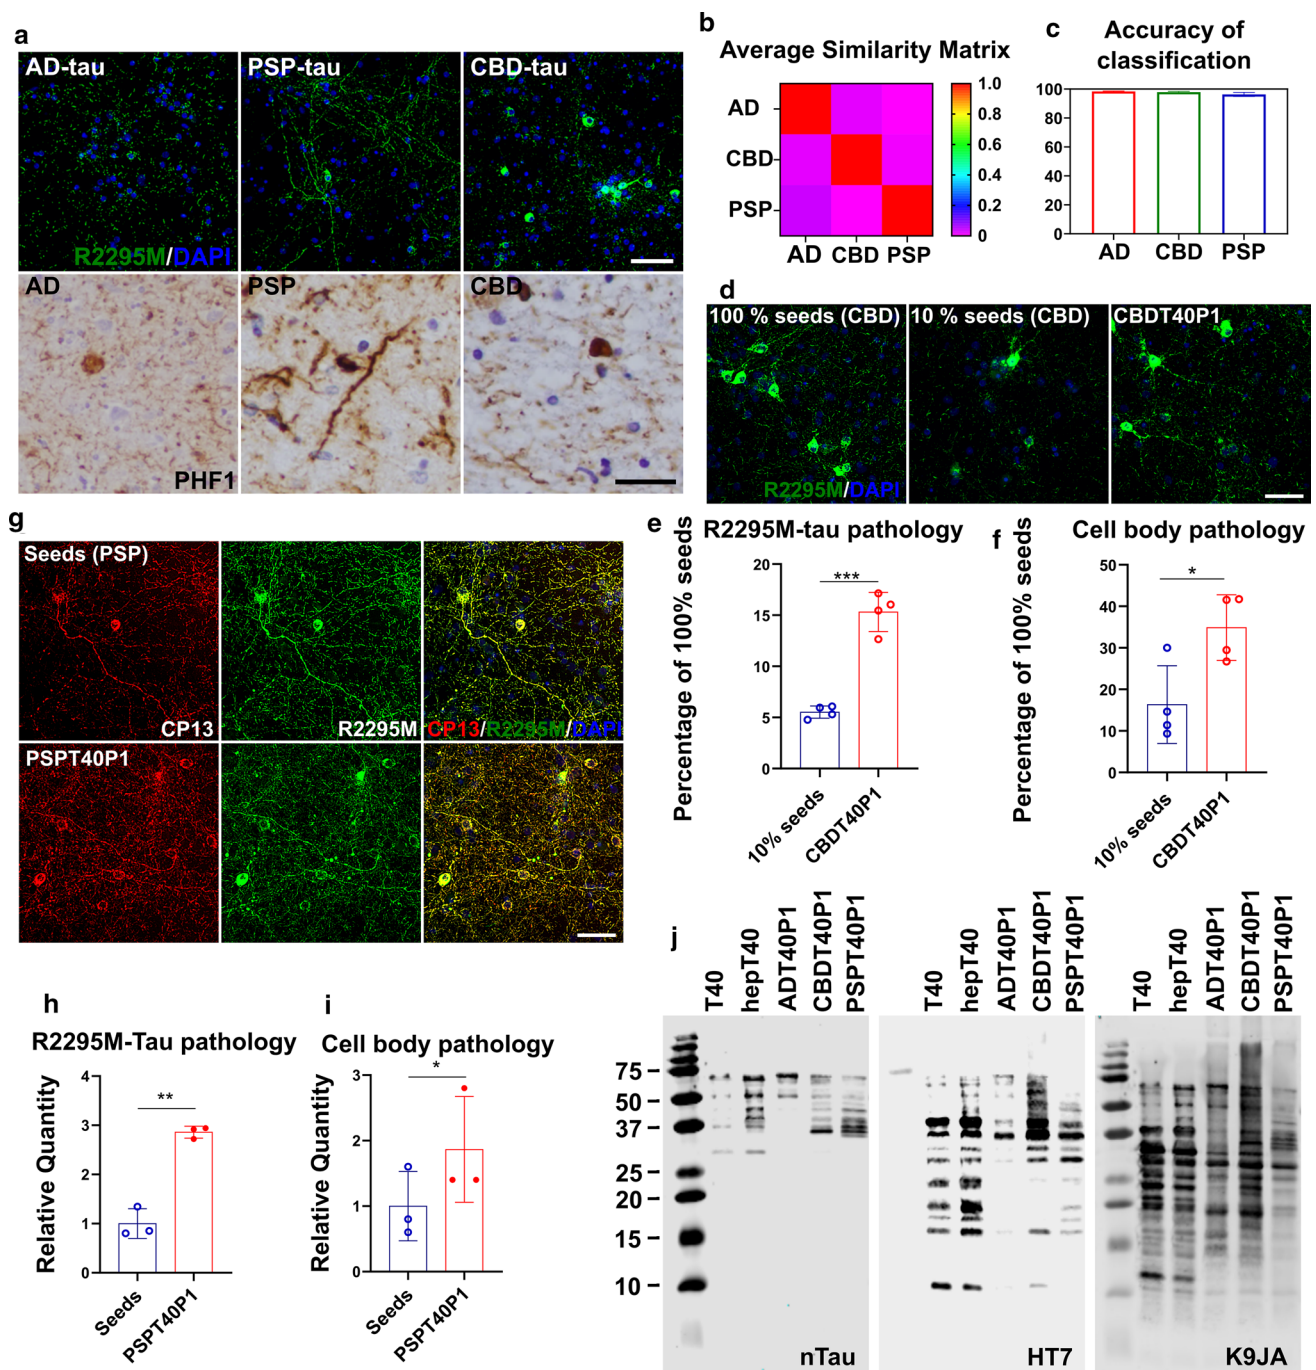 a
AD-tau
PSP-tau
CBD-tau
R2295M/DAPI
AD
PSP
CBD
PHF1
b
Average Similarity Matrix
AD
CBD
PSP
AD
CBD
PSP
1.0
0.8
0.6
0.4
0.2
0
c
Accuracy of
classification
100
80
60
40
20
0
AD
CBD
PSP
d
100 % seeds (CBD)
10 % seeds (CBD)
CBDT40P1
R2295M/DAPI
e
R2295M-tau pathology
Percentage of 100% seeds
20
15
10
5
0
***
10% seeds
CBDT40P1
f
Cell body pathology
Percentage of 100% seeds
50
40
30
20
10
0
*
10% seeds
CBDT40P1
g
Seeds (PSP)
CP13
R2295M
CP13/R2295M/DAPI
PSPT40P1
h
R2295M-Tau pathology
Relative Quantity
4
3
2
1
0
**
Seeds
PSPT40P1
i
Cell body pathology
Relative Quantity
3
2
1
0
*
Seeds
PSPT40P1
j
T40
hepT40
ADT40P1
CBDT40P1
PSPT40P1
T40
hepT40
ADT40P1
CBDT40P1
PSPT40P1
T40
hepT40
ADT40P1
CBDT40P1
PSPT40P1
75
50
37
25
20
15
10
nTau
HT7
K9JA